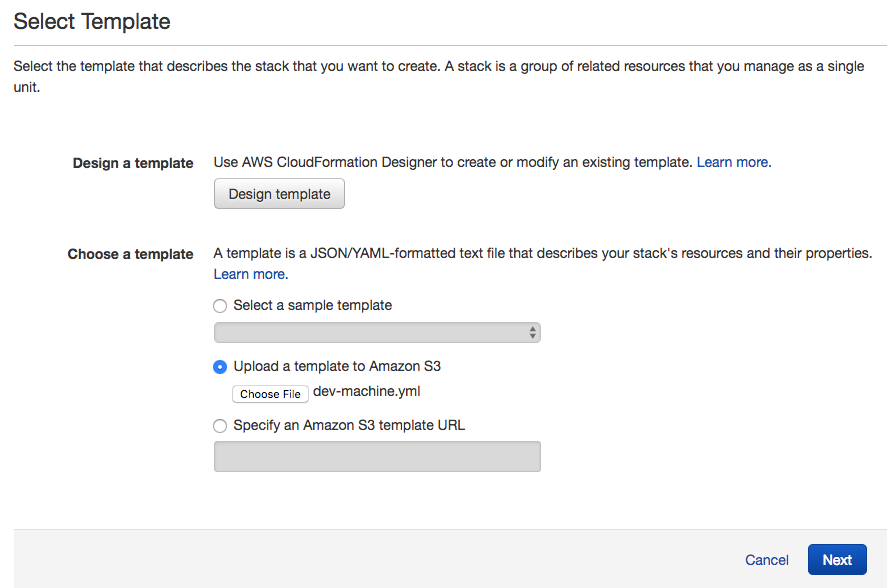 Select Template
Select the template that describes the stack that you want to create. A stack is a group of related resources that you manage as a single
unit.
Design a template
Use AWS CloudFormation Designer to create or modify an existing template. Learn more.
Design template
Choose a template
A template is a JSON/YAML-formatted text file that describes your stack's resources and their properties.
Learn more.
Select a sample template
Upload a template to Amazon S3
Choose File dev-machine.yml
Specify an Amazon S3 template URL
Cancel Next